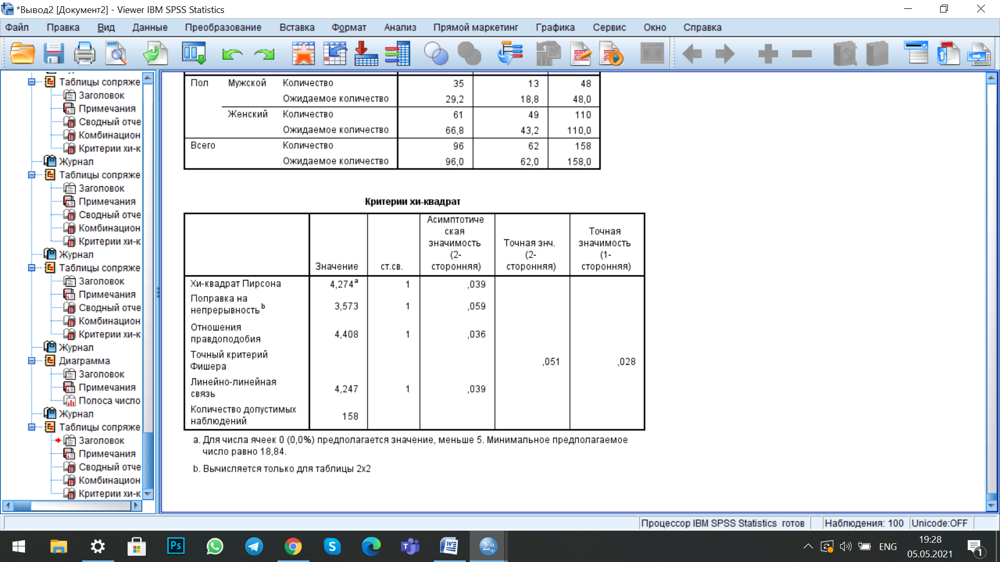 *Вывод2 [Документ2] - Viewer IBM SPSS Statistics
Файл Правка Вид Данные Преобразование Вставка Формат Анализ Прямой маркетинг Графика Сервис Окно Справка
Таблицы сопряже
Заголовок
Примечания
Сводный отче
Комбинацион
Критерии хи-к
Журнал
Таблицы сопряже
Заголовок
Примечания
Сводный отче
Комбинацион
Критерии хи-к
Журнал
Таблицы сопряже
Заголовок
Примечания
Сводный отче
Комбинацион
Критерии хи-к
Журнал
Диаграмма
Заголовок
Примечания
Полоса число
Журнал
Таблицы сопряже
Заголовок
Примечания
Сводный отче
Комбинацион
Критерии хи-к
Пол Мужской Количество 35 13 48
Ожидаемое количество 29,2 18,8 48,0
Женский Количество 61 49 110
Ожидаемое количество 66,8 43,2 110,0
Всего Количество 96 62 158
Ожидаемое количество 96,0 62,0 158,0
Критерии хи-квадрат
Значение
ст.св.
Асимптотиче
ская
значимость
(2-
сторонняя)
Точная знч.
(2-
сторонняя)
Точная
значимость
(1-
сторонняя)
Хи-квадрат Пирсона 4,274a 1 ,039
Поправка на
непрерывность b 3,573 1 ,059
Отношения
правдоподобия 4,408 1 ,036
Точный критерий
Фишера ,051 ,028
Линейно-линейная
связь 4,247 1 ,039
Количество допустимых
наблюдений 158
a. Для числа ячеек 0 (0,0%) предполагается значение, меньше 5. Минимальное предполагаемое
число равно 18,84.
b. Вычисляется только для таблицы 2x2
Процессор IBM SPSS Statistics готов Наблюдения: 100 Unicode:OFF
Ps
ENG
19:28
05.05.2021
1